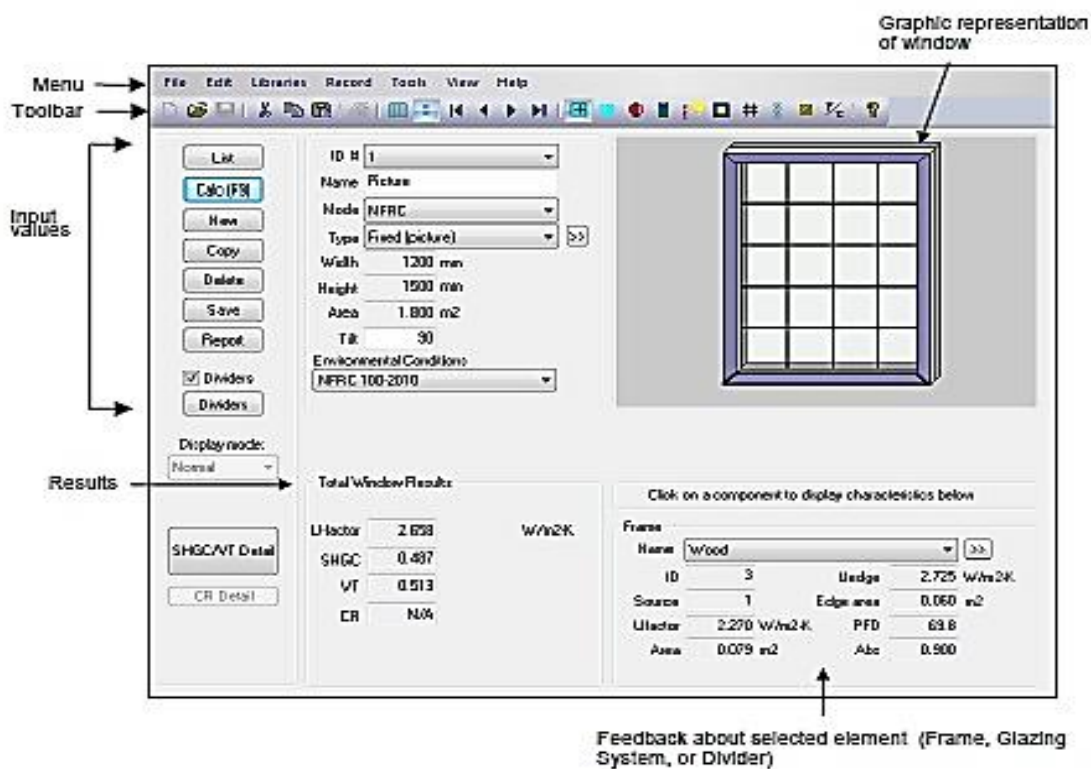 Graphic representation
of window
Menu
File Edit Libraries Record Tools View Help
Toolbar
Input
values
List
Calc (F9)
New
Copy
Delete
Save
Report
Dividers
Dividers
Display mode:
Normal
ID # 1
Name Picture
Mode NFRC
Type Fixed (picture) >>
Width 1200 mm
Height 1500 mm
Area 1.800 m2
Tilt 90
Environmental Conditions
NFRC 100-2010
Results
Total Window Results
U-factor 2.658 W/m2-K
SHGC 0.487
VT 0.513
CR N/A
SHGC/VT Detail
CR Detail
Click on a component to display characteristics below
Frame
Name Wood >>
ID 3 Uedge 2.725 W/m2-K
Source 1 Edge area 0.060 m2
Ufactor 2.270 W/m2-K PFD 69.8
Area 0.079 m2 Abs 0.900
Feedback about selected element (Frame, Glazing
System, or Divider)